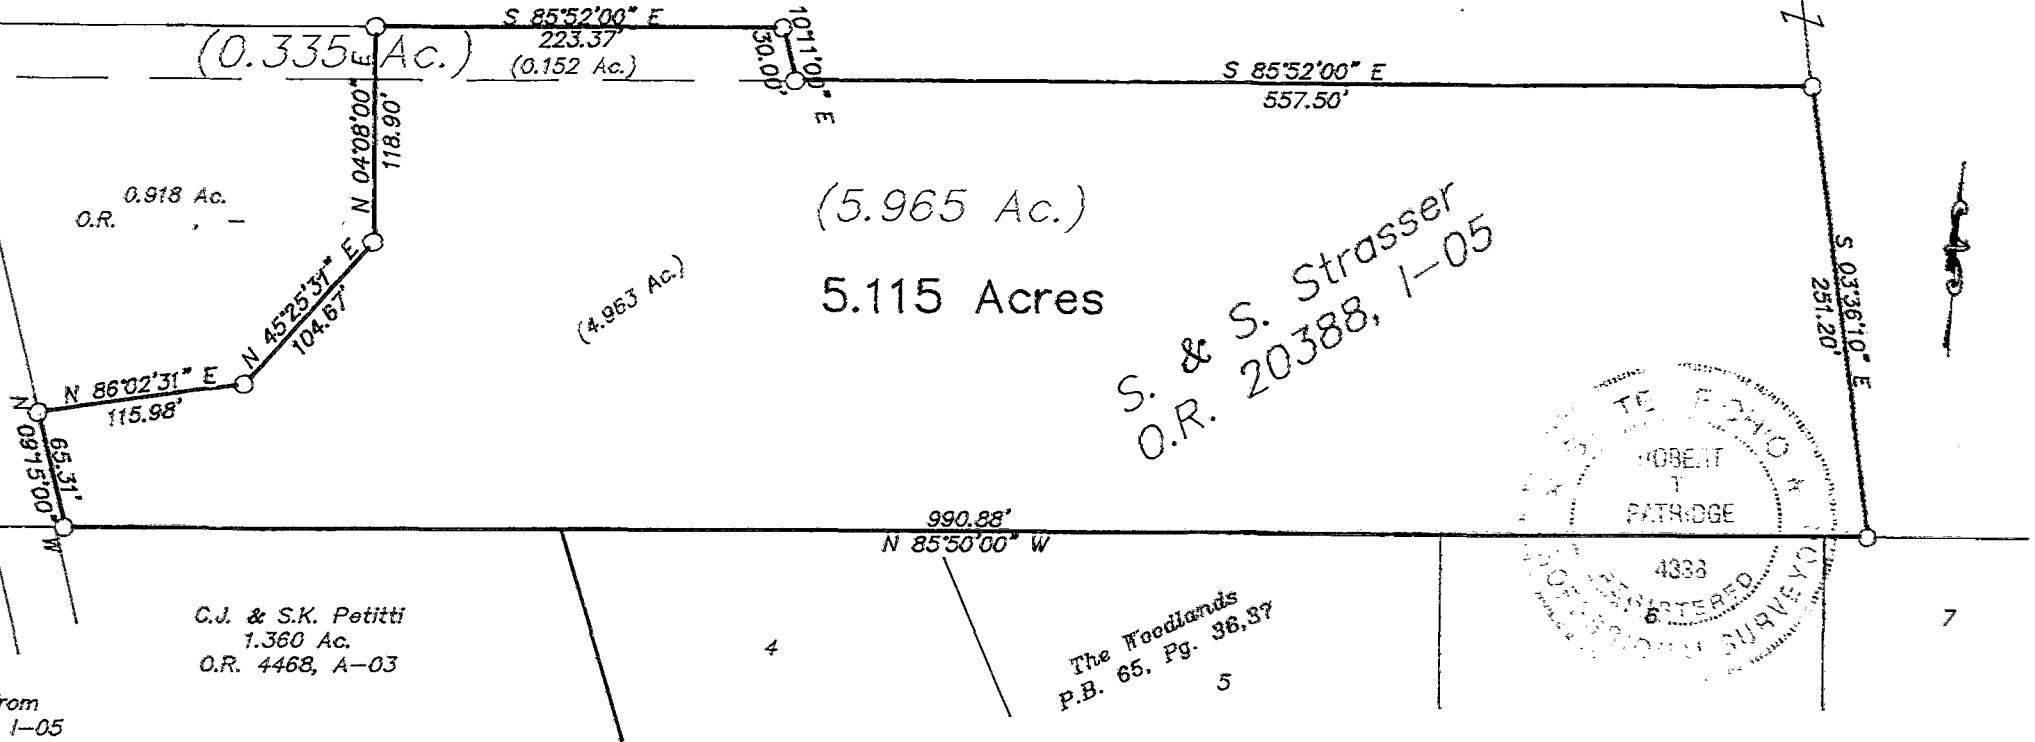 S 85°52'00" E
223.37'
(0.152 Ac.)
(0.335 Ac.)
10°11'00" E
30.00'
S 85°52'00" E
557.50'
N 04°08'00" E
118.90'
0.918 Ac.
O.R.
(5.965 Ac.)
5.115 Acres
(4.963 Ac.)
S. & S. Strasser
O.R. 20388, I-05
S 03°36'10" E
251.20'
N 45°25'31" E
104.67'
N 86°02'31" E
115.98'
N 09°15'00" W
65.31'
990.88'
N 85°50'00" W
C.J. & S.K. Petitti
1.360 Ac.
O.R. 4468, A-03
4
The Woodlands
P.B. 65, Pg. 36,37
5
6
7
PATRIDGE
REGISTERED
SURVEYOR
I-05